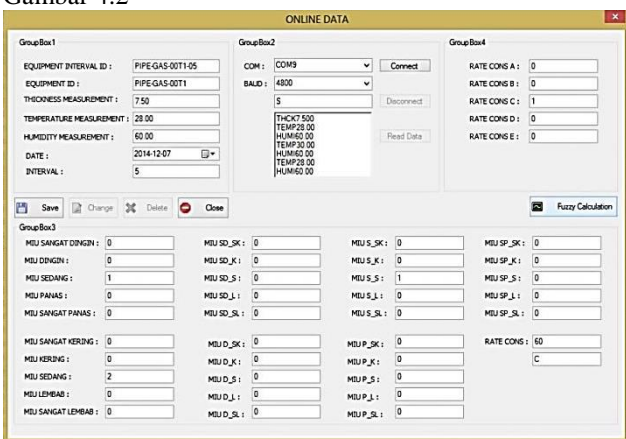 Gambar 4.2
ONLINE DATA
GroupBox1
EQUIPMENT INTERVAL ID : PIPE-GAS-00T1-05
EQUIPMENT ID : PIPE-GAS-00T1
THICKNESS MEASUREMENT : 7.50
TEMPERATURE MEASUREMENT : 28.00
HUMIDITY MEASUREMENT : 60.00
DATE : 2014-12-07
INTERVAL : 5
GroupBox2
COM : COM9 Connect
BAUD : 4800
S Disconnect
THCK7.500
TEMP28.00
HUMI60.00
TEMP30.00
HUMI60.00
TEMP28.00
HUMI60.00
Read Data
GroupBox4
RATE CONS A : 0
RATE CONS B : 0
RATE CONS C : 1
RATE CONS D : 0
RATE CONS E : 0
Save Change Delete Close Fuzzy Calculation
GroupBox3
MIU SANGAT DINGIN : 0 MIU SD_SK : 0 MIU S_SK : 0 MIU SP_SK : 0
MIU DINGIN : 0 MIU SD_K : 0 MIU S_K : 0 MIU SP_K : 0
MIU SEDANG : 1 MIU SD_S : 0 MIU S_S : 1 MIU SP_S : 0
MIU PANAS : 0 MIU SD_L : 0 MIU S_L : 0 MIU SP_L : 0
MIU SANGAT PANAS : 0 MIU SD_SL : 0 MIU S_SL : 0 MIU SP_SL : 0
MIU SANGAT KERING : 0 MIU D_SK : 0 MIU P_SK : 0 RATE CONS : 60
MIU KERING : 0 MIU D_K : 0 MIU P_K : 0 C
MIU SEDANG : 2 MIU D_S : 0 MIU P_S : 0
MIU LEMBAB : 0 MIU D_L : 0 MIU P_L : 0
MIU SANGAT LEMBAB : 0 MIU D_SL : 0 MIU P_SL : 0